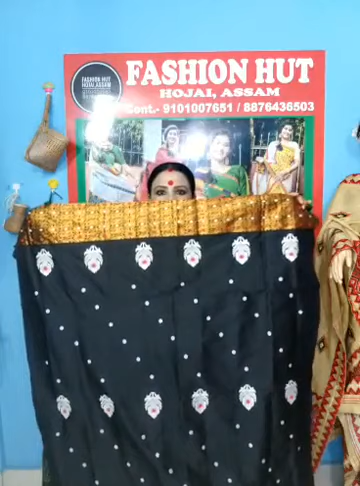 FASHION HUT
HOJAI, ASSAM
FASHION HUT
HOJAI, ASSAM
Cont.- 9101007651 / 8876436503